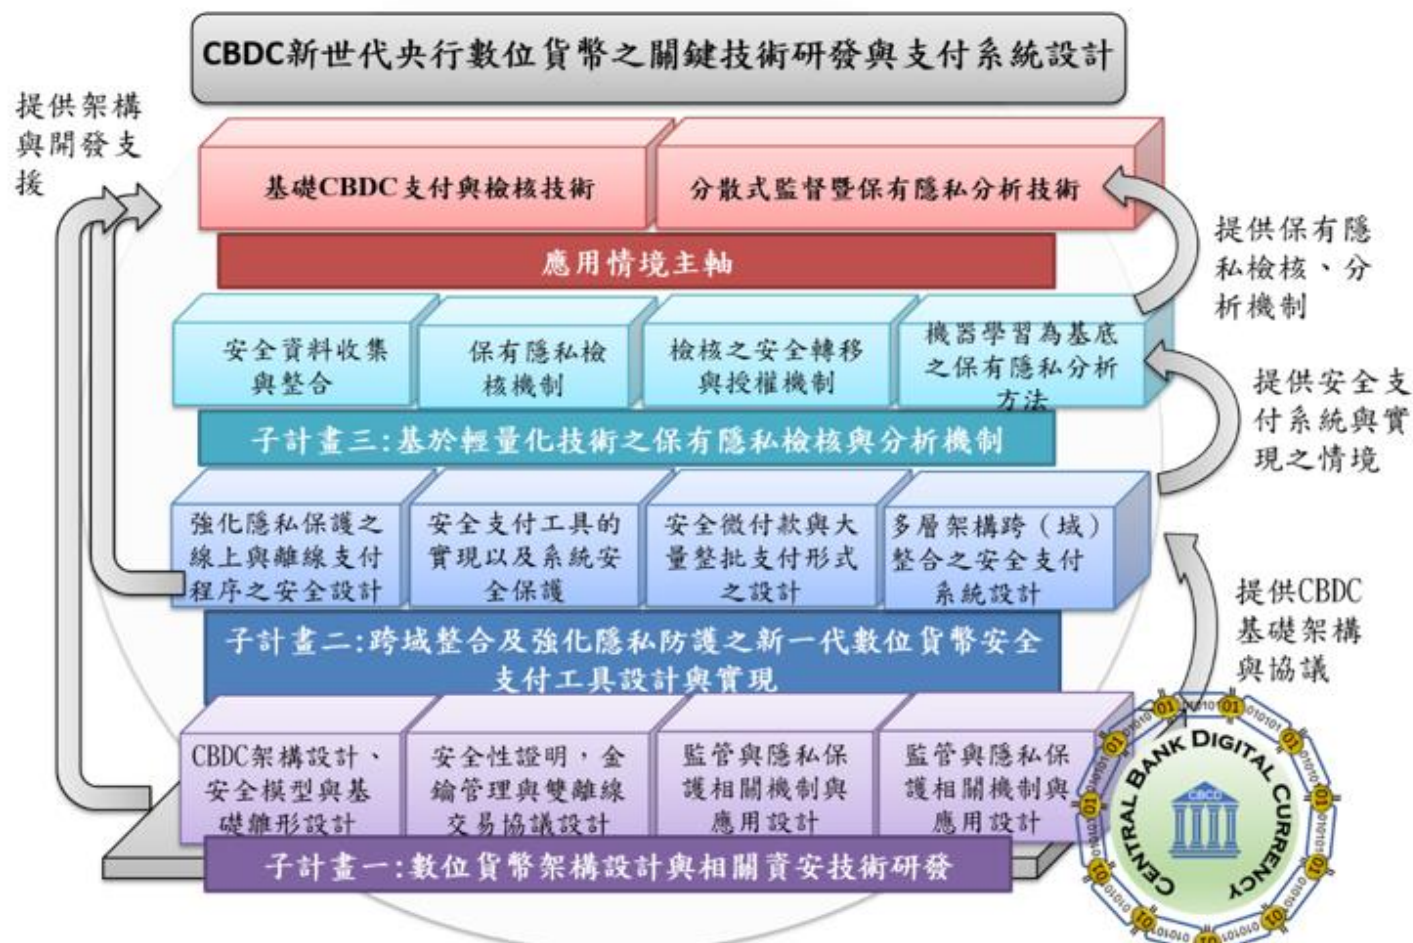 CBDC新世代央行數位貨幣之關鍵技術研發與支付系統設計
提供架構
與開發支
援
基礎CBDC支付與檢核技術
分散式監督暨保有隱私分析技術
應用情境主軸
提供保有隱
私檢核、分
析機制
安全資料收集
與整合
保有隱私檢
核機制
檢核之安全轉移
與授權機制
機器學習為基底
之保有隱私分析
方法
子計畫三:基於輕量化技術之保有隱私檢核與分析機制
提供安全支
付系統與實
現之情境
強化隱私保護之
線上與離線支付
程序之安全設計
安全支付工具的
實現以及系統安
全保護
安全微付款與大
量整批支付形式
之設計
多層架構跨（域）
整合之安全支付
系統設計
子計畫二:跨域整合及強化隱私防護之新一代數位貨幣安全
支付工具設計與實現
提供CBDC
基礎架構
與協議
CBDC架構設計、
安全模型與基
礎雛形設計
安全性證明，金
鑰管理與雙離線
交易協議設計
監管與隱私保
護相關機制與
應用設計
監管與隱私保
護相關機制與
應用設計
子計畫一:數位貨幣架構設計與相關資安技術研發
CENTRAL BANK DIGITAL CURRENCY
CBCD